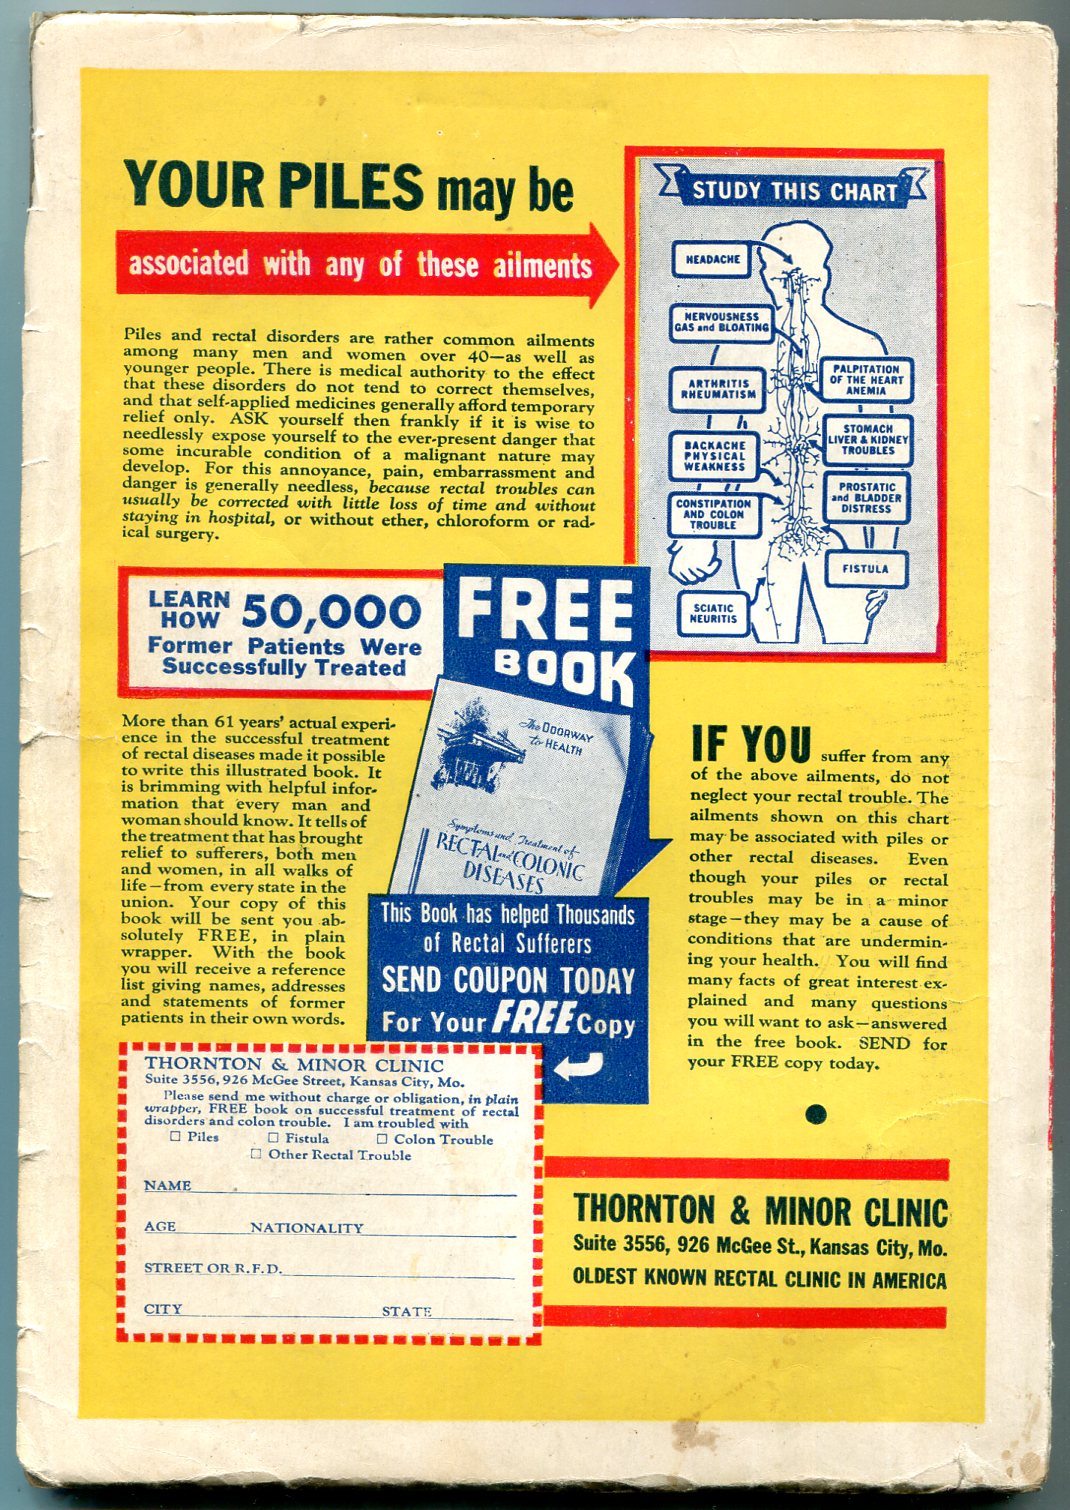 YOUR PILES may be
associated with any of these ailments
Piles and rectal disorders are rather common ailments
among many men and women over 40—as well as
younger people. There is medical authority to the effect
that these disorders do not tend to correct themselves,
and that self-applied medicines generally afford temporary
relief only. ASK yourself then frankly if it is wise to
needlessly expose yourself to the ever-present danger that
some incurable condition of a malignant nature may
develop. For this annoyance, pain, embarrassment and
danger is generally needless, because rectal troubles can
usually be corrected with little loss of time and without
staying in hospital, or without ether, chloroform or rad-
ical surgery.
STUDY THIS CHART
HEADACHE
NERVOUSNESS
GAS and BLOATING
ARTHRITIS
RHEUMATISM
BACKACHE
PHYSICAL
WEAKNESS
CONSTIPATION
AND COLON
TROUBLE
SCIATIC
NEURITIS
PALPITATION
OF THE HEART
ANEMIA
STOMACH
LIVER & KIDNEY
TROUBLES
PROSTATIC
and BLADDER
DISTRESS
FISTULA
LEARN
HOW 50,000
Former Patients Were
Successfully Treated
FREE
BOOK
The DOORWAY
to HEALTH
Symptoms and Treatment of
RECTAL and COLONIC
DISEASES
This Book has helped Thousands
of Rectal Sufferers
SEND COUPON TODAY
For Your FREE Copy
More than 61 years' actual experi-
ence in the successful treatment
of rectal diseases made it possible
to write this illustrated book. It
is brimming with helpful infor-
mation that every man and
woman should know. It tells of
the treatment that has brought
relief to sufferers, both men
and women, in all walks of
life—from every state in the
union. Your copy of this
book will be sent you ab-
solutely FREE, in plain
wrapper. With the book
you will receive a reference
list giving names, addresses
and statements of former
patients in their own words.
IF YOU suffer from any
of the above ailments, do not
neglect your rectal trouble. The
ailments shown on this chart
may be associated with piles or
other rectal diseases. Even
though your piles or rectal
troubles may be in a minor
stage—they may be a cause of
conditions that are undermin-
ing your health. You will find
many facts of great interest ex-
plained and many questions
you will want to ask—answered
in the free book. SEND for
your FREE copy today.
THORNTON & MINOR CLINIC
Suite 3556, 926 McGee Street, Kansas City, Mo.
Please send me without charge or obligation, in plain
wrapper, FREE book on successful treatment of rectal
disorders and colon trouble. I am troubled with
☐ Piles ☐ Fistula ☐ Colon Trouble
☐ Other Rectal Trouble
NAME
AGE NATIONALITY
STREET OR R.F.D.
CITY STATE
THORNTON & MINOR CLINIC
Suite 3556, 926 McGee St., Kansas City, Mo.
OLDEST KNOWN RECTAL CLINIC IN AMERICA